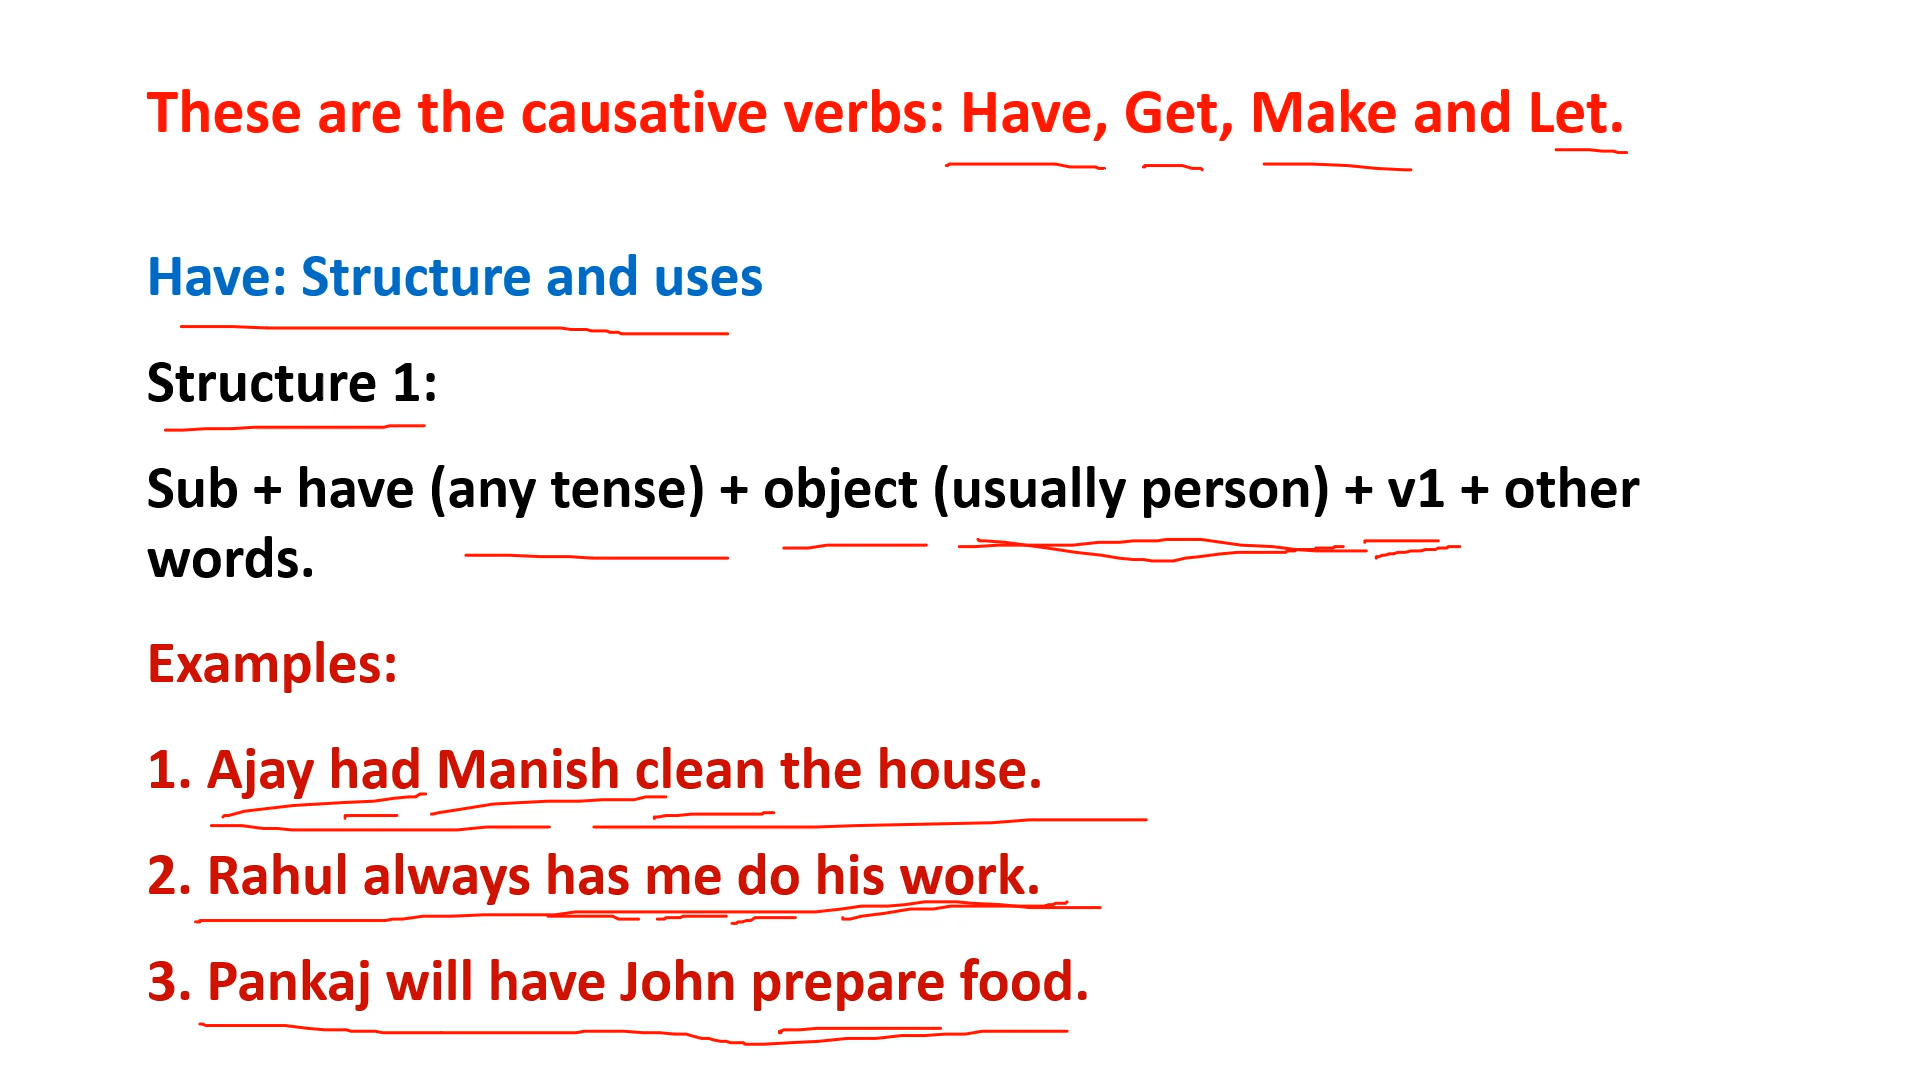 These are the causative verbs: Have, Get, Make and Let.
Have: Structure and uses
Structure 1:
Sub + have (any tense) + object (usually person) + v1 + other
words.
Examples:
1. Ajay had Manish clean the house.
2. Rahul always has me do his work.
3. Pankaj will have John prepare food.